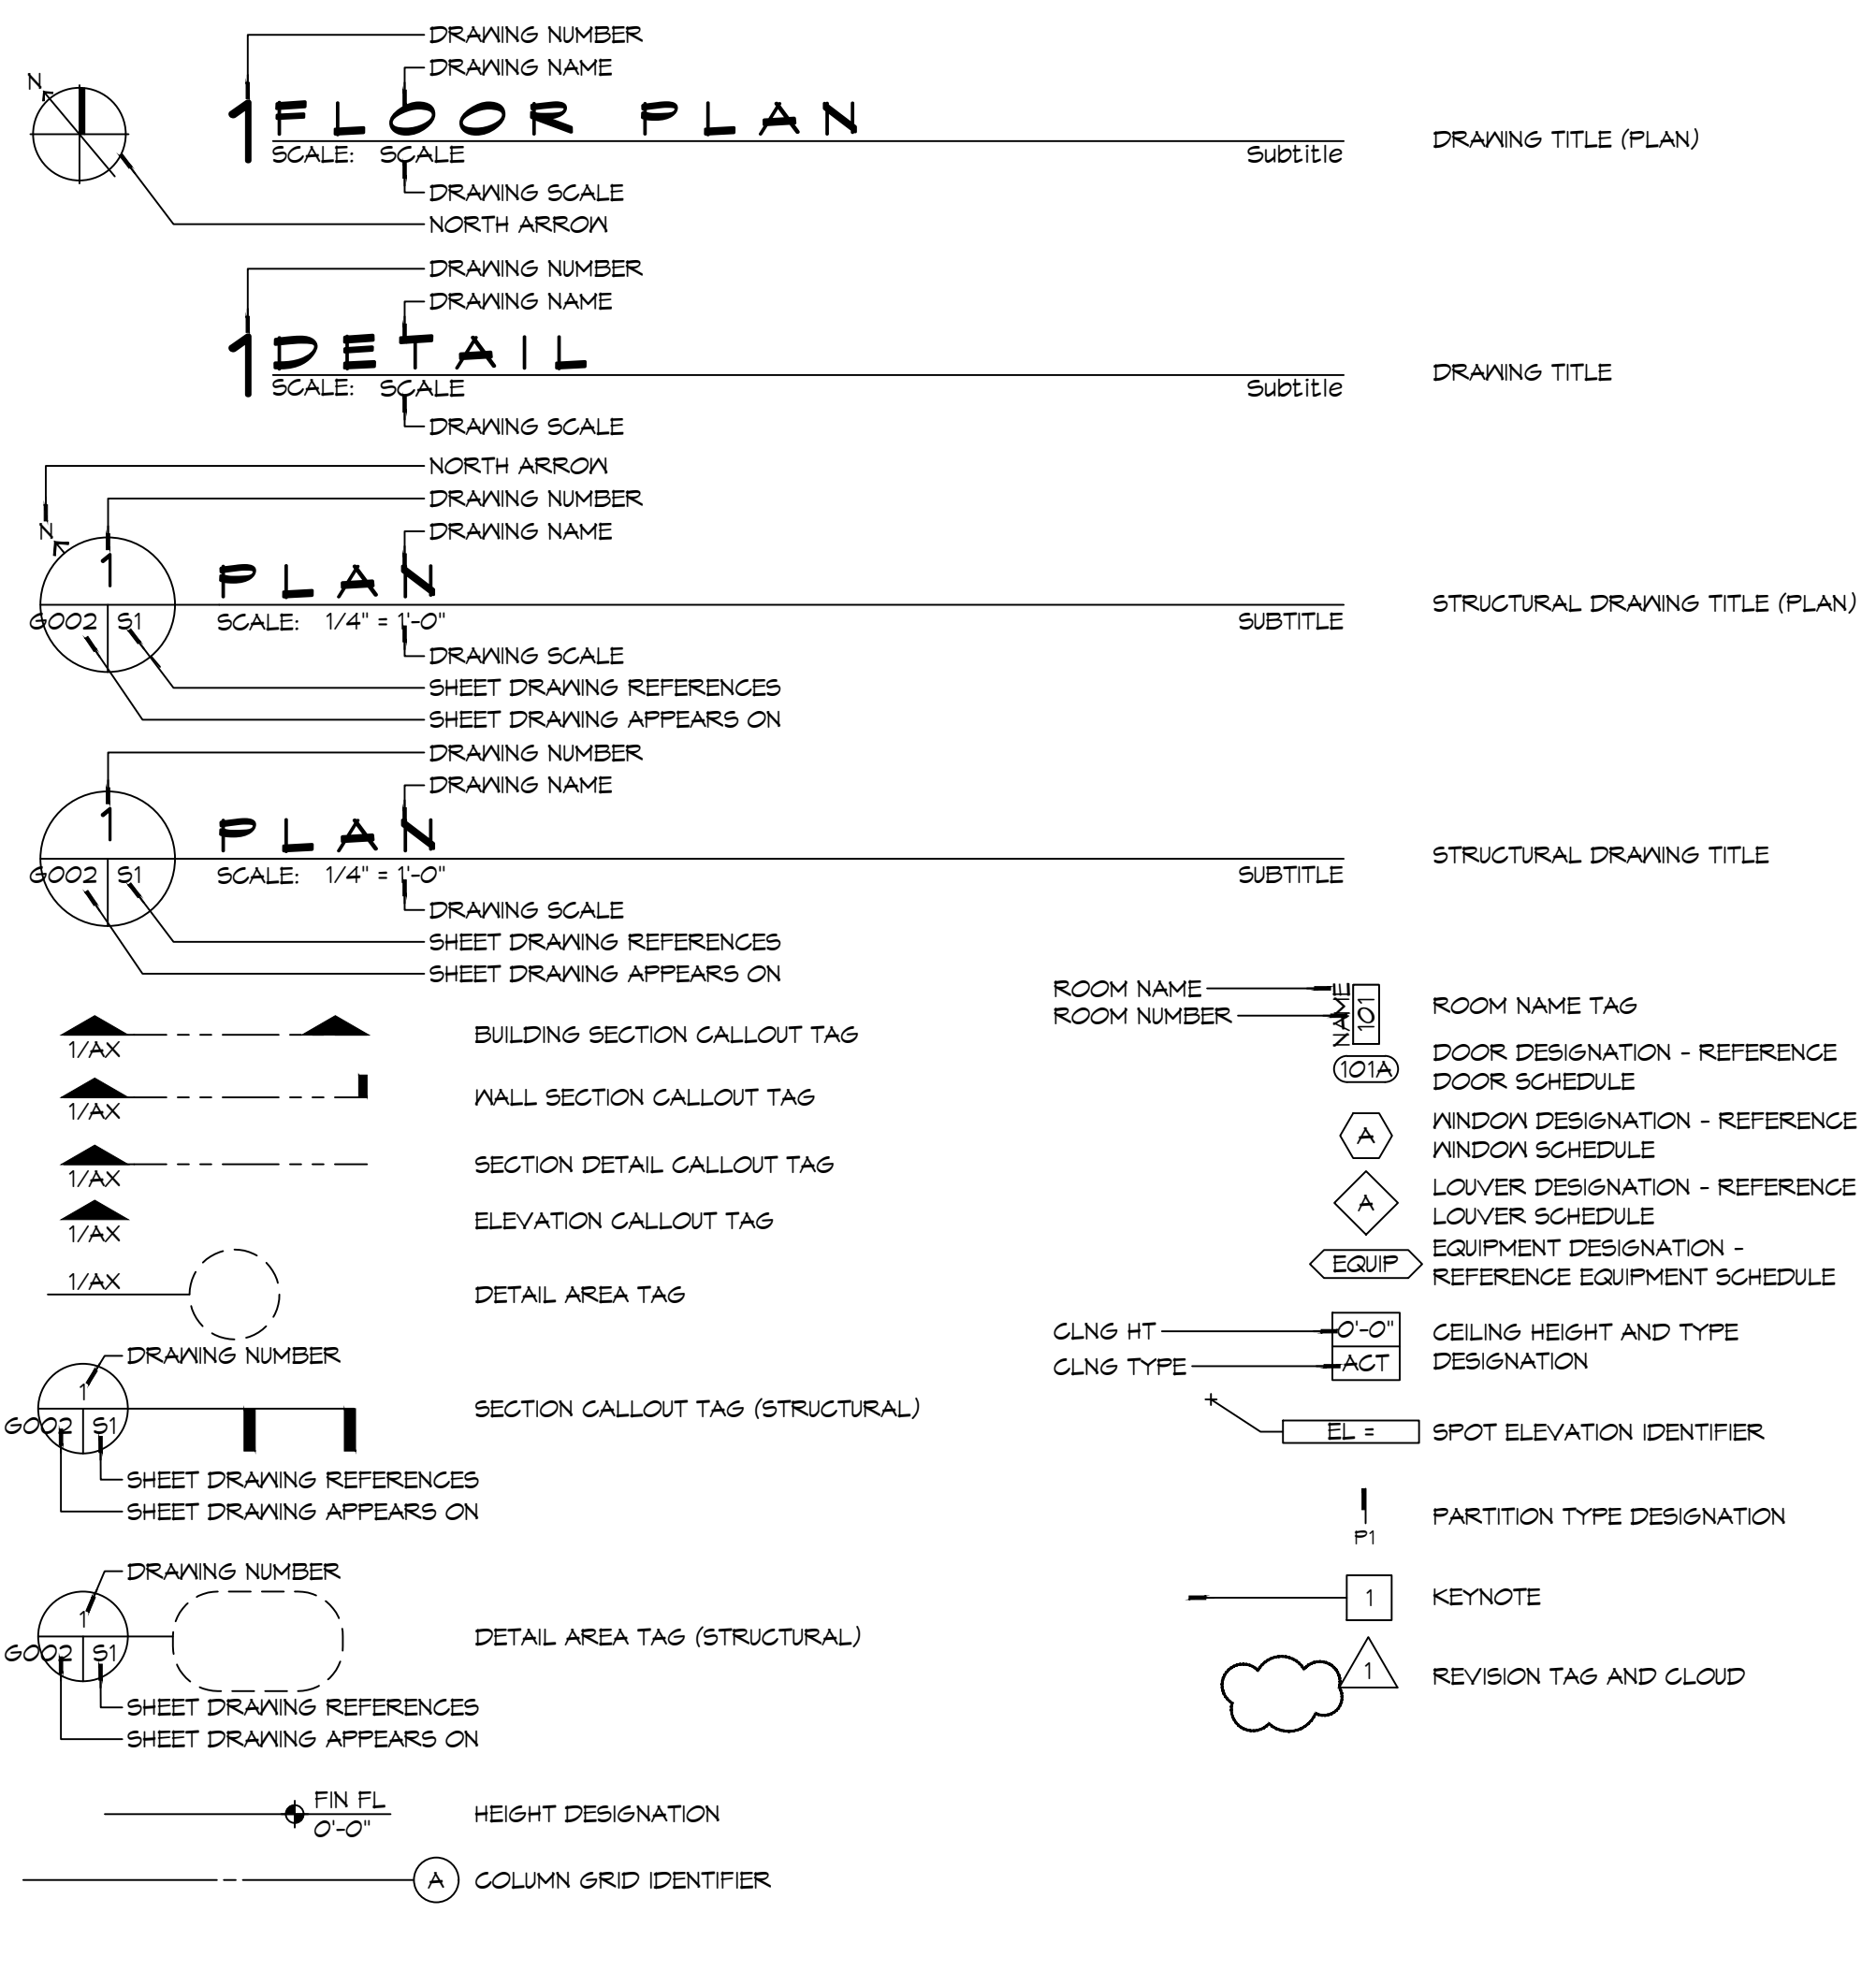 DRAWING NUMBER
DRAWING NAME
N
1 FLOOR PLAN
SCALE: SCALE
Subtitle
DRAWING TITLE (PLAN)
DRAWING SCALE
NORTH ARROW
DRAWING NUMBER
DRAWING NAME
1 DETAIL
SCALE: SCALE
Subtitle
DRAWING TITLE
DRAWING SCALE
NORTH ARROW
DRAWING NUMBER
N
DRAWING NAME
1
PLAN
G002 S1
SCALE: 1/4" = 1'-0"
SUBTITLE
STRUCTURAL DRAWING TITLE (PLAN)
DRAWING SCALE
SHEET DRAWING REFERENCES
SHEET DRAWING APPEARS ON
DRAWING NUMBER
DRAWING NAME
1
PLAN
G002 S1
SCALE: 1/4" = 1'-0"
SUBTITLE
STRUCTURAL DRAWING TITLE
DRAWING SCALE
SHEET DRAWING REFERENCES
SHEET DRAWING APPEARS ON
1/AX
BUILDING SECTION CALLOUT TAG
1/AX
WALL SECTION CALLOUT TAG
1/AX
SECTION DETAIL CALLOUT TAG
1/AX
ELEVATION CALLOUT TAG
1/AX
DETAIL AREA TAG
DRAWING NUMBER
1
G002 S1
SECTION CALLOUT TAG (STRUCTURAL)
SHEET DRAWING REFERENCES
SHEET DRAWING APPEARS ON
DRAWING NUMBER
1
G002 S1
DETAIL AREA TAG (STRUCTURAL)
SHEET DRAWING REFERENCES
SHEET DRAWING APPEARS ON
FIN FL
0'-0"
HEIGHT DESIGNATION
A
COLUMN GRID IDENTIFIER
ROOM NAME
ROOM NUMBER
NAME
101
ROOM NAME TAG
101A
DOOR DESIGNATION - REFERENCE
DOOR SCHEDULE
A
WINDOW DESIGNATION - REFERENCE
WINDOW SCHEDULE
A
LOUVER DESIGNATION - REFERENCE
LOUVER SCHEDULE
EQUIP
EQUIPMENT DESIGNATION -
REFERENCE EQUIPMENT SCHEDULE
CLNG HT
0'-0"
CLNG TYPE
ACT
CEILING HEIGHT AND TYPE
DESIGNATION
EL =
SPOT ELEVATION IDENTIFIER
P1
PARTITION TYPE DESIGNATION
1
KEYNOTE
1
REVISION TAG AND CLOUD